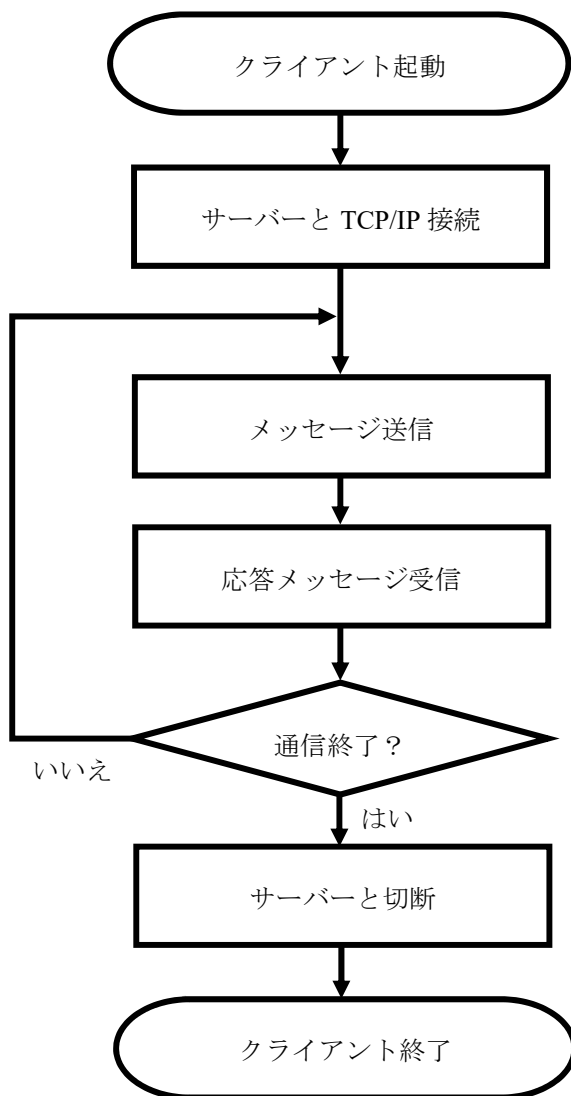 クライアント起動
サーバーと TCP/IP 接続
メッセージ送信
応答メッセージ受信
通信終了？
いいえ
はい
サーバーと切断
クライアント終了